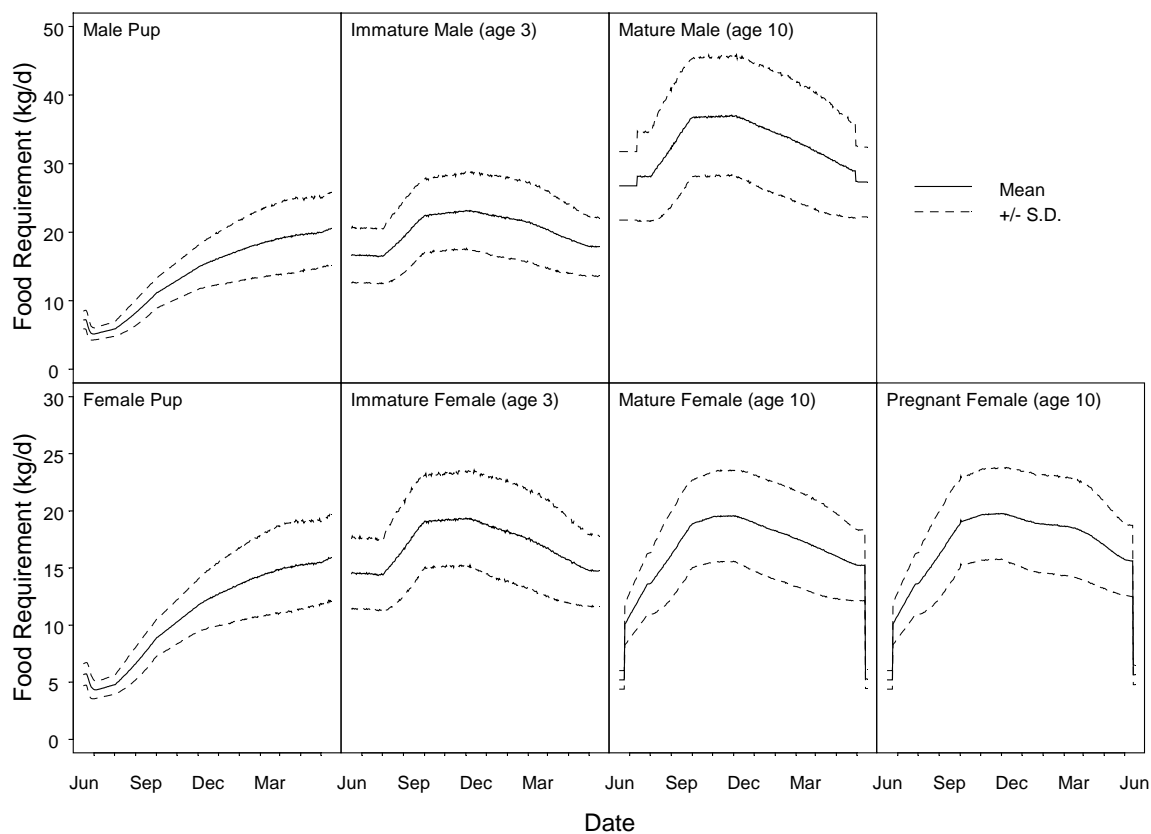 Food Requirement (kg/d)
50
40
30
20
10
0
Male Pup
Immature Male (age 3)
Mature Male (age 10)
Mean
+/- S.D.
Food Requirement (kg/d)
30
25
20
15
10
5
0
Female Pup
Immature Female (age 3)
Mature Female (age 10)
Pregnant Female (age 10)
Jun Sep Dec Mar Jun Sep Dec Mar Jun Sep Dec Mar Jun Sep Dec Mar Jun
Date